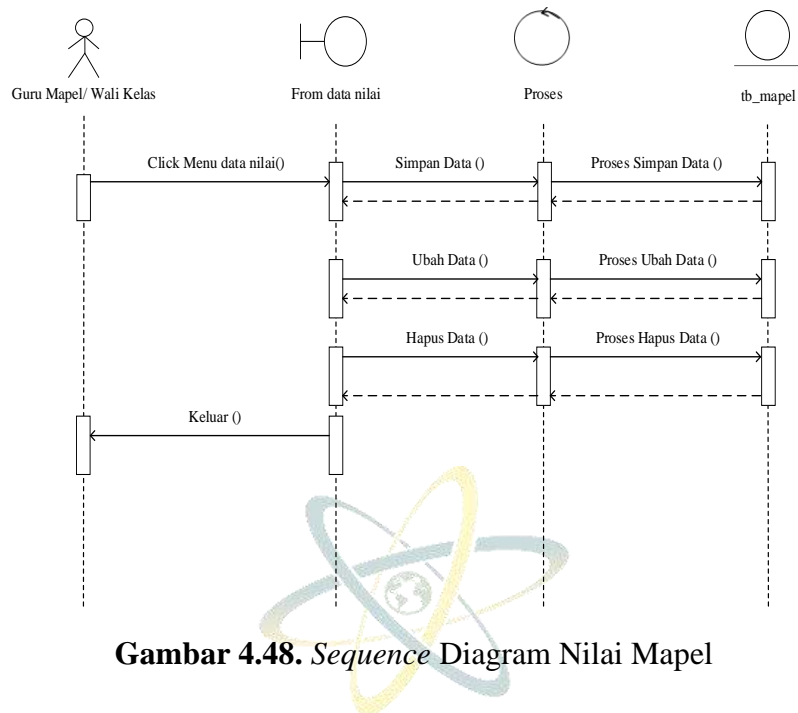 Guru Mapel/ Wali Kelas
From data nilai
Proses
tb_mapel
Click Menu data nilai()
Simpan Data ()
Proses Simpan Data ()
Ubah Data ()
Proses Ubah Data ()
Hapus Data ()
Proses Hapus Data ()
Keluar ()
Gambar 4.48. Sequence Diagram Nilai Mapel